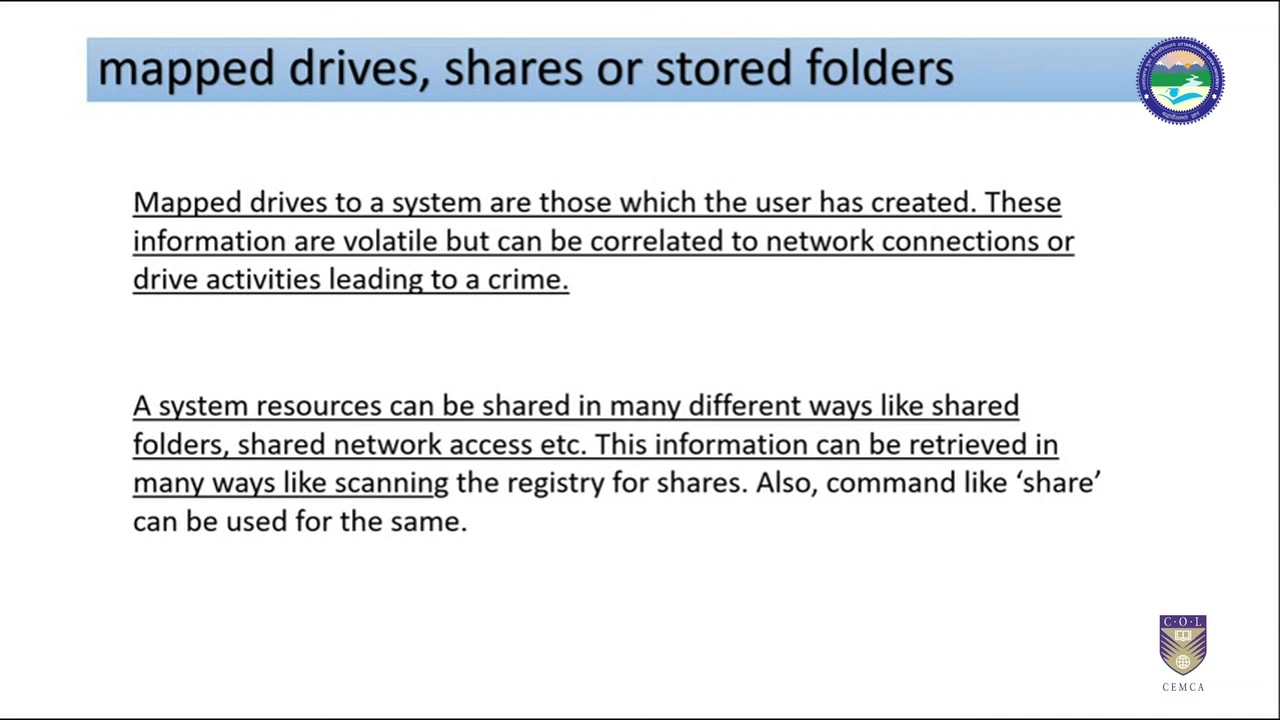 mapped drives, shares or stored folders
Mapped drives to a system are those which the user has created. These
information are volatile but can be correlated to network connections or
drive activities leading to a crime.
A system resources can be shared in many different ways like shared
folders, shared network access etc. This information can be retrieved in
many ways like scanning the registry for shares. Also, command like ‘share’
can be used for the same.
C·O·L
CEMCA